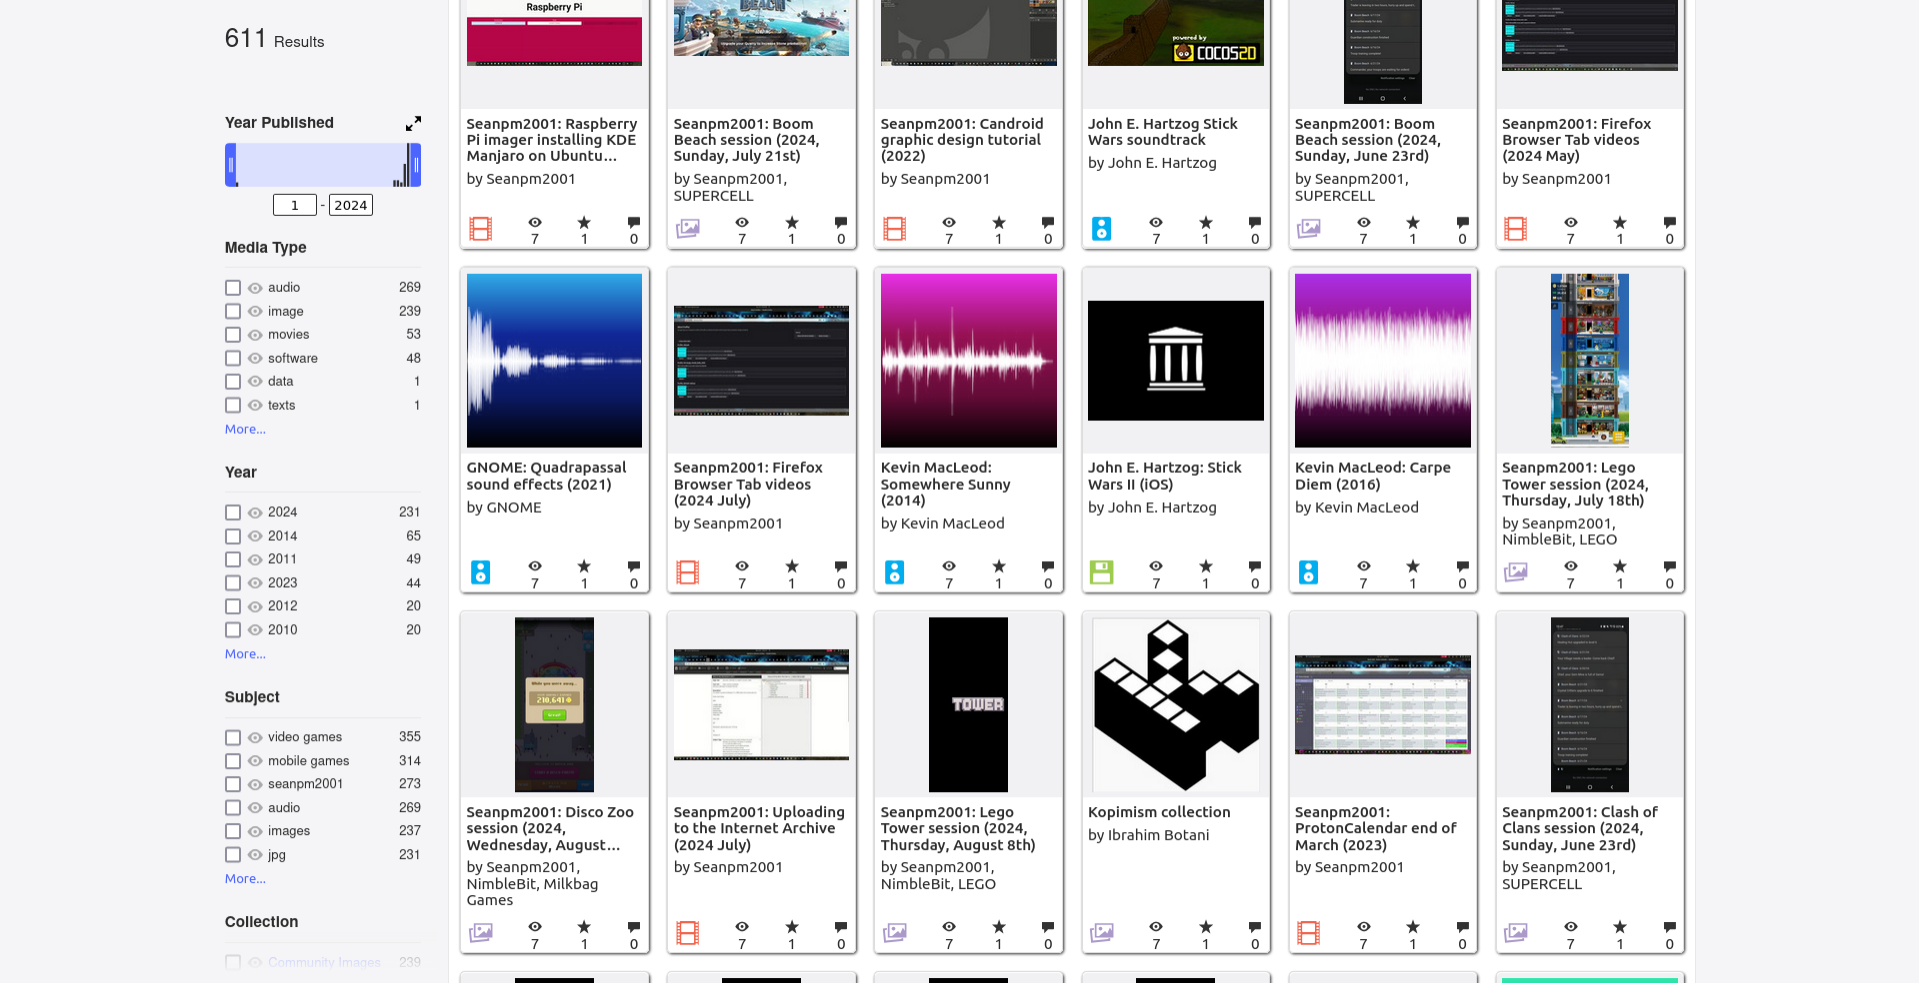 611 Results
Year Published
1 - 2024
Media Type
audio 269
image 239
movies 53
software 48
data 1
texts 1
More...
Year
2024 231
2014 65
2011 49
2023 44
2012 20
2010 20
More...
Subject
video games 355
mobile games 314
seanpm2001 273
audio 269
images 237
jpg 231
More...
Collection
Community Images 239
Raspberry Pi
Seanpm2001: Raspberry
Pi imager installing KDE
Manjaro on Ubuntu...
by Seanpm2001
7 1 0
BEACH
Seanpm2001: Boom
Beach session (2024,
Sunday, July 21st)
by Seanpm2001,
SUPERCELL
7 1 0
Seanpm2001: Candroid
graphic design tutorial
(2022)
by Seanpm2001
7 1 0
powered by
COCOS2D
John E. Hartzog Stick
Wars soundtrack
by John E. Hartzog
7 1 0
Seanpm2001: Boom
Beach session (2024,
Sunday, June 23rd)
by Seanpm2001,
SUPERCELL
7 1 0
Seanpm2001: Firefox
Browser Tab videos
(2024 May)
by Seanpm2001
7 1 0
GNOME: Quadrapassal
sound effects (2021)
by GNOME
7 1 0
Seanpm2001: Firefox
Browser Tab videos
(2024 July)
by Seanpm2001
7 1 0
Kevin MacLeod:
Somewhere Sunny
(2014)
by Kevin MacLeod
7 1 0
John E. Hartzog: Stick
Wars II (iOS)
by John E. Hartzog
7 1 0
Kevin MacLeod: Carpe
Diem (2016)
by Kevin MacLeod
7 1 0
Seanpm2001: Lego
Tower session (2024,
Thursday, July 18th)
by Seanpm2001,
NimbleBit, LEGO
7 1 0
While you were away...
210,641
Seanpm2001: Disco Zoo
session (2024,
Wednesday, August...
by Seanpm2001,
NimbleBit, Milkbag
Games
7 1 0
Seanpm2001: Uploading
to the Internet Archive
(2024 July)
by Seanpm2001
7 1 0
TOWER
Seanpm2001: Lego
Tower session (2024,
Thursday, August 8th)
by Seanpm2001,
NimbleBit, LEGO
7 1 0
Kopimism collection
by Ibrahim Botani
7 1 0
Seanpm2001:
ProtonCalendar end of
March (2023)
by Seanpm2001
7 1 0
Seanpm2001: Clash of
Clans session (2024,
Sunday, June 23rd)
by Seanpm2001,
SUPERCELL
7 1 0